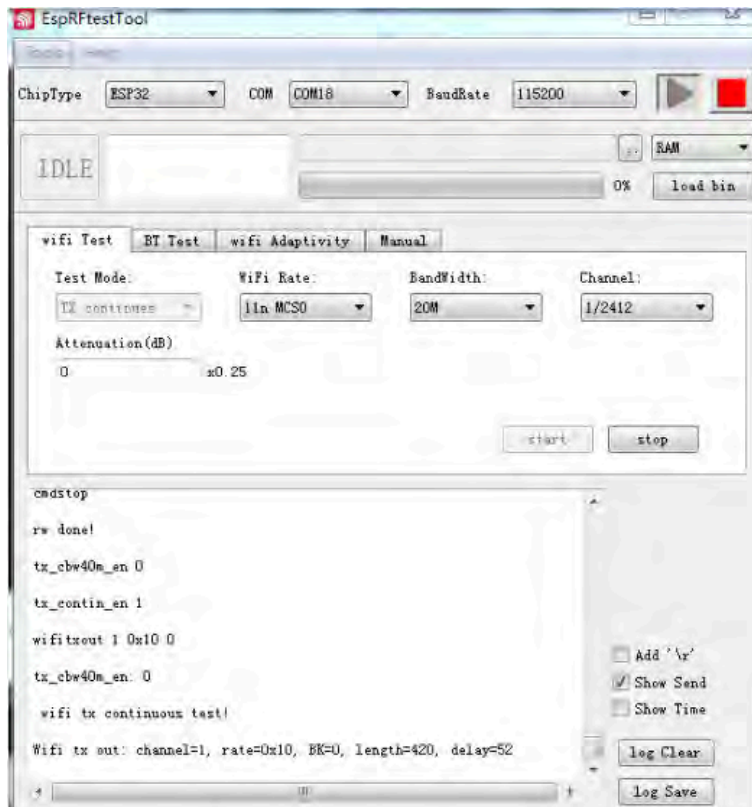 EspRFtestTool
Tools Help
ChipType ESP32 COM COM18 BaudRate 115200
IDLE
.. RAM
0% load bin
wifi Test BT Test wifi Adaptivity Manual
Test Mode: WiFi Rate: BandWidth: Channel:
TX continues 11n MCS0 20M 1/2412
Attenuation(dB)
0 x0.25
start stop
cmdstop
rw done!
tx_cbw40m_en 0
tx_contin_en 1
wifitxout 1 0x10 0
tx_cbw40m_en: 0
wifi tx continuous test!
Wifi tx out: channel=1, rate=0x10, BK=0, length=420, delay=52
Add '\r'
Show Send
Show Time
log Clear
log Save